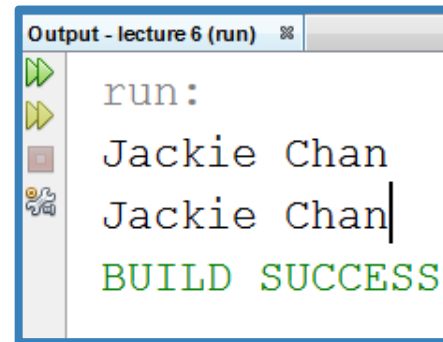 Output - lecture 6 (run)
run:
Jackie Chan
Jackie Chan
BUILD SUCCESS